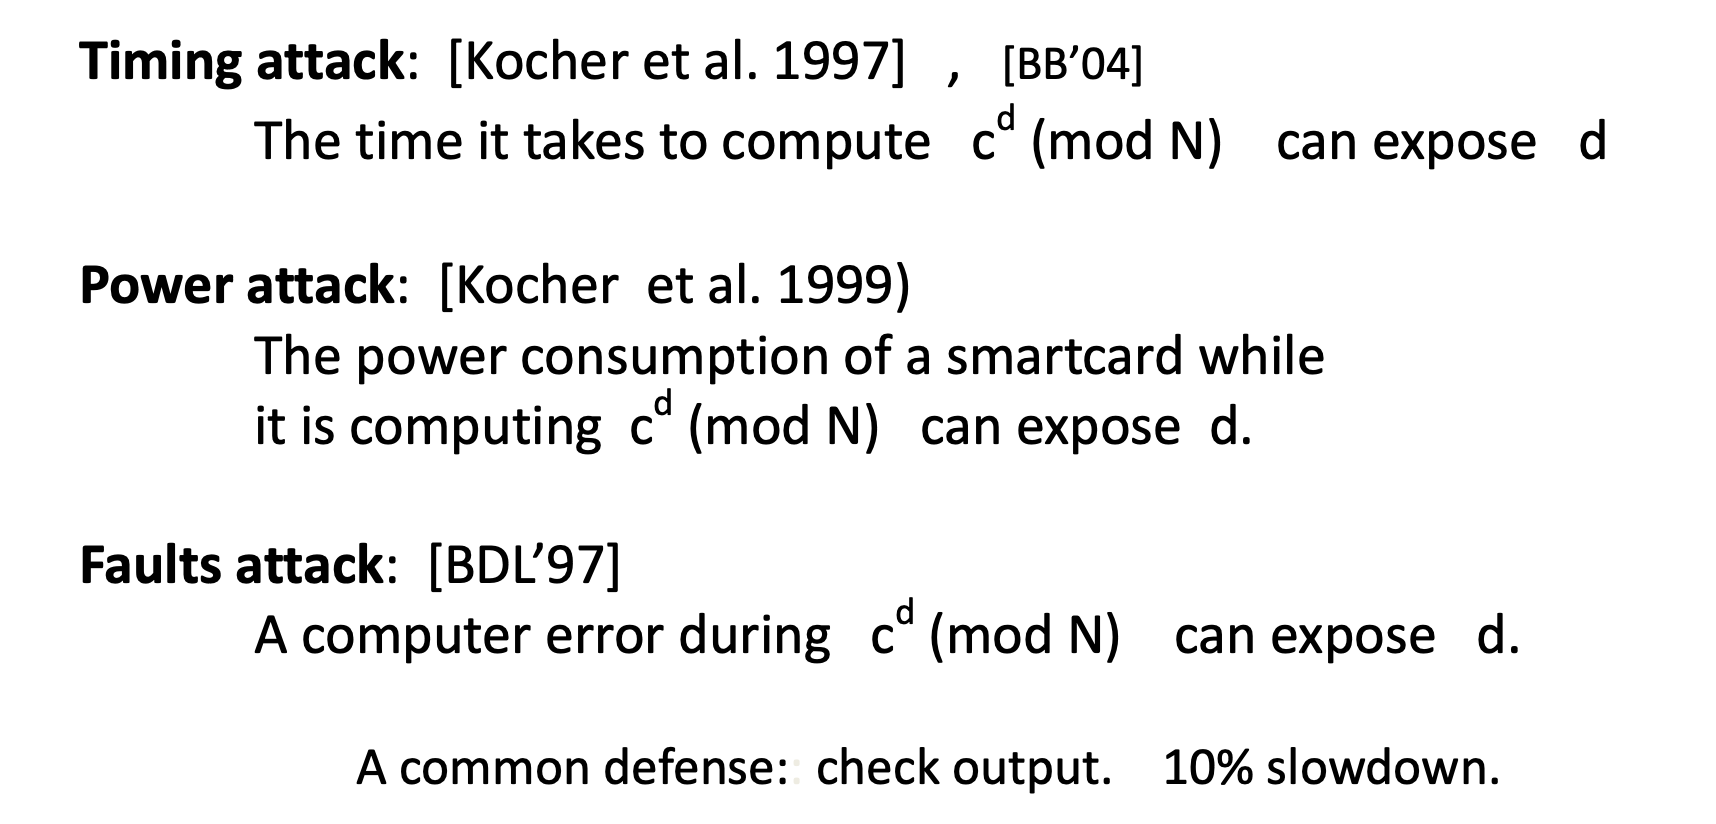 Timing attack: [Kocher et al. 1997] , [BB’04]
The time it takes to compute c^d (mod N) can expose d
Power attack: [Kocher et al. 1999)
The power consumption of a smartcard while
it is computing c^d (mod N) can expose d.
Faults attack: [BDL’97]
A computer error during c^d (mod N) can expose d.
A common defense:: check output. 10% slowdown.